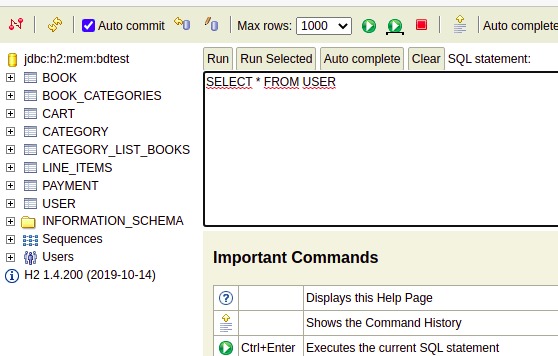 Auto commit Max rows: 1000 Auto complete
jdbc:h2:mem:bdtest
BOOK
BOOK_CATEGORIES
CART
CATEGORY
CATEGORY_LIST_BOOKS
LINE_ITEMS
PAYMENT
USER
INFORMATION_SCHEMA
Sequences
Users
H2 1.4.200 (2019-10-14)
Run Run Selected Auto complete Clear SQL statement:
SELECT * FROM USER
Important Commands
Displays this Help Page
Shows the Command History
Ctrl+Enter Executes the current SQL statement